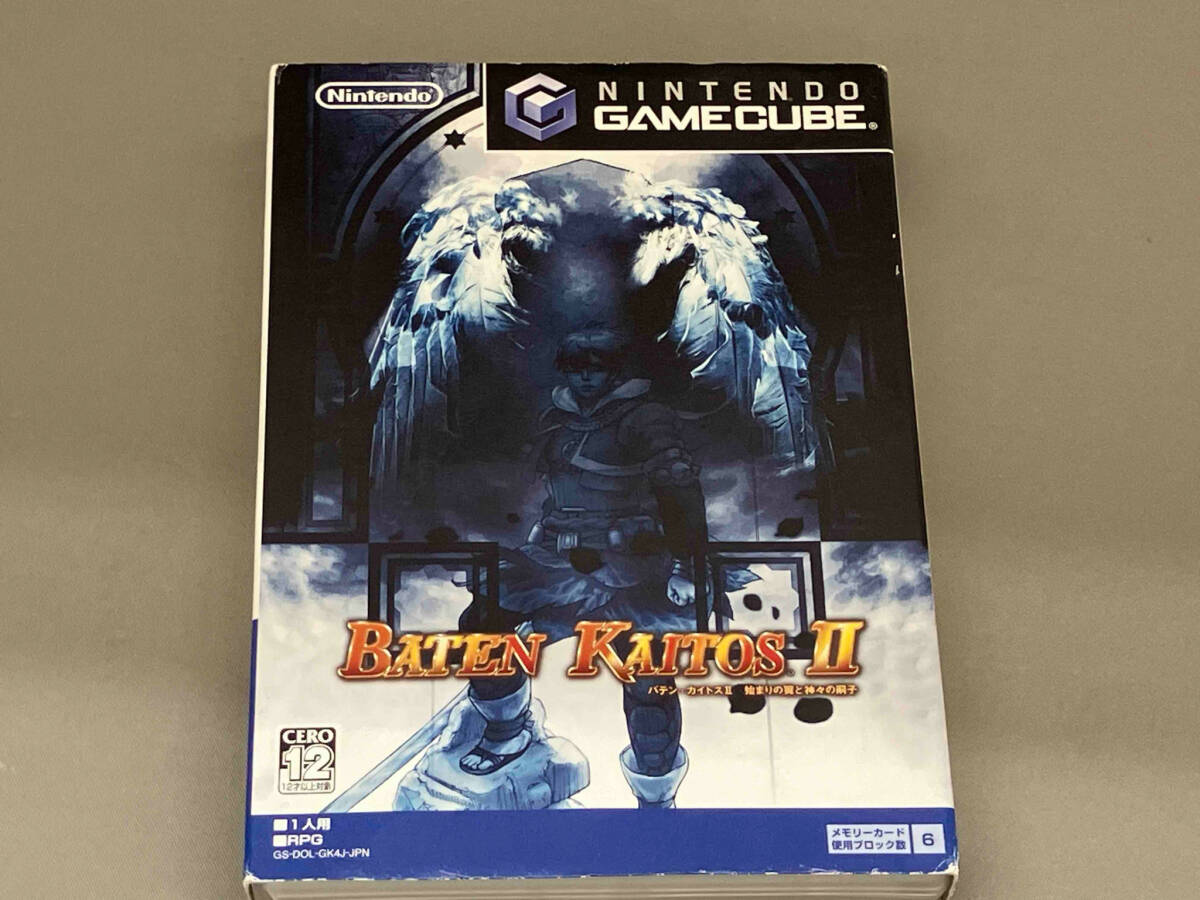 Nintendo
NINTENDO
GAMECUBE
BATEN KAITOS II
バテン・カイトスⅡ 始まりの翼と神々の嗣子
CERO
12
12才以上対象
1人用
RPG
GS-DOL-GK4J-JPN
メモリーカード
使用ブロック数
6